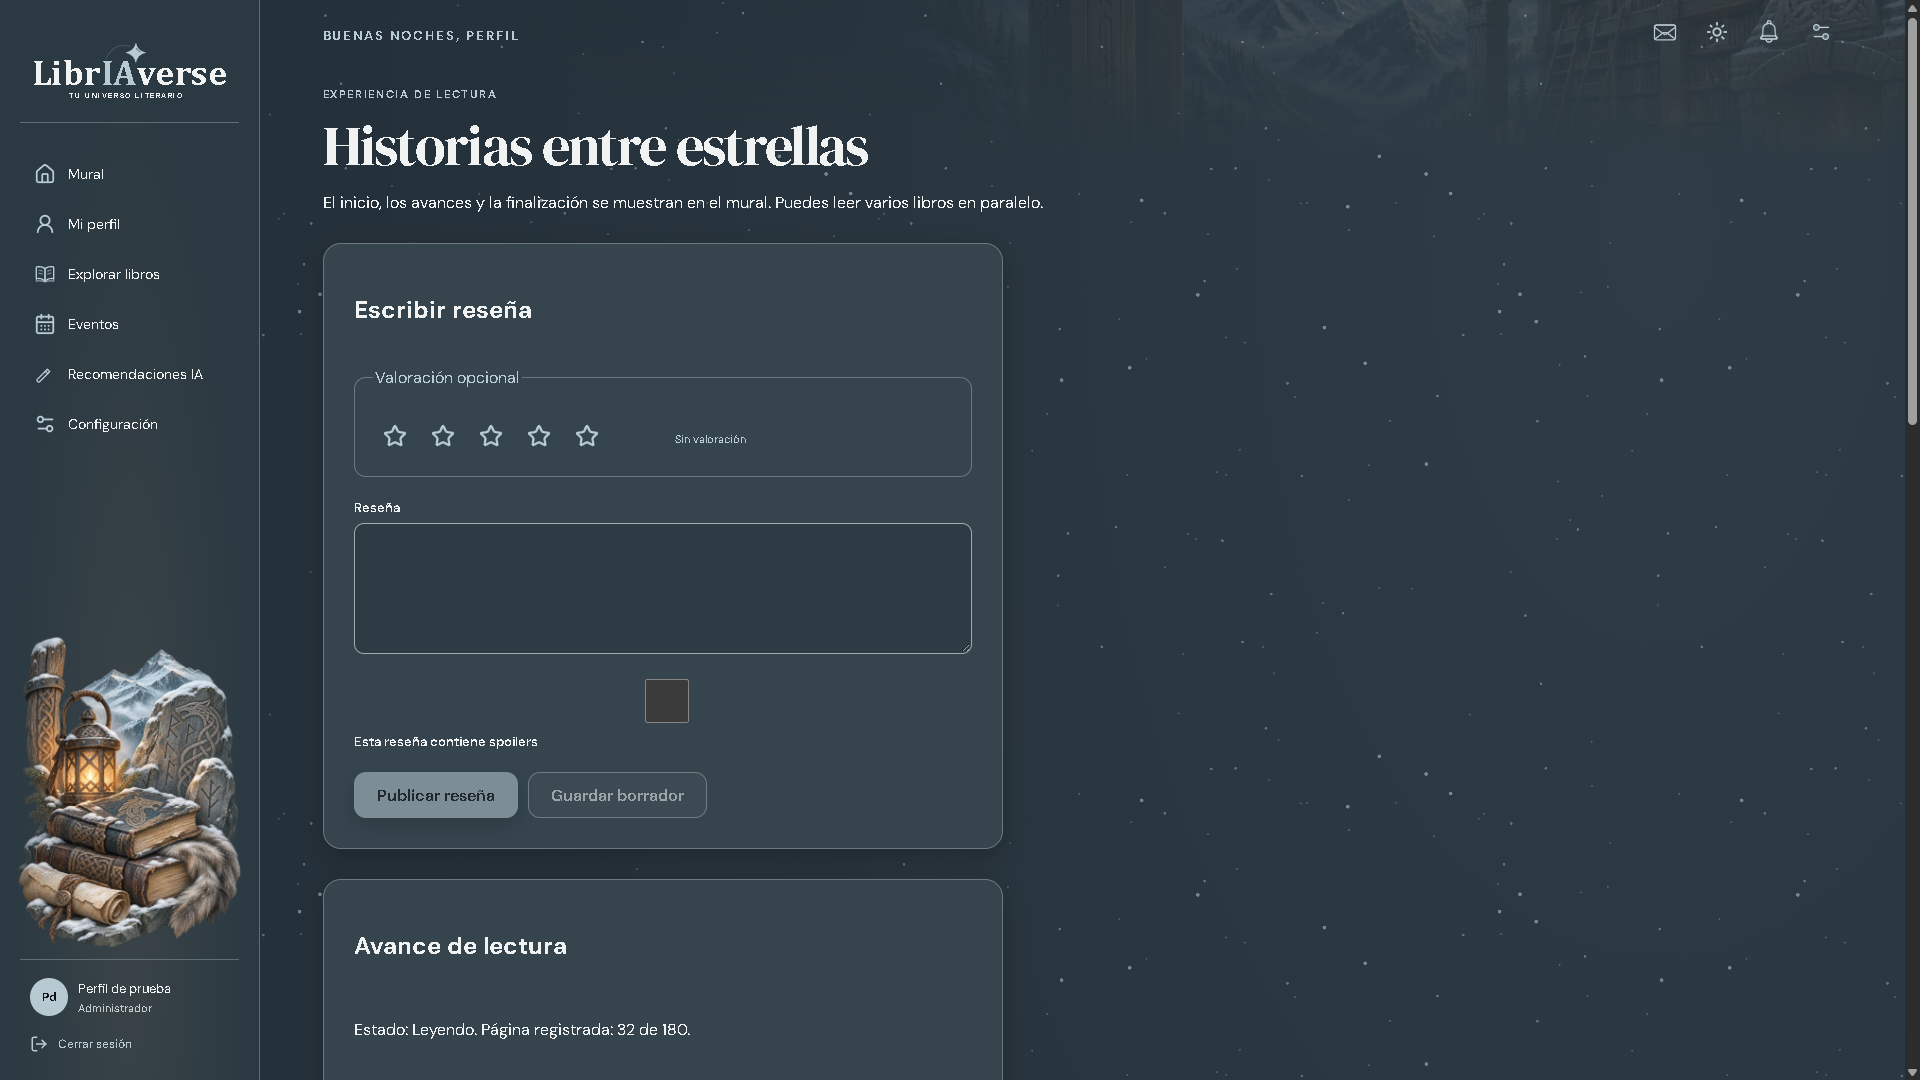 LibrIAverse
TU UNIVERSO LITERARIO
Mural
Mi perfil
Explorar libros
Eventos
Recomendaciones IA
Configuración
Pd
Perfil de prueba
Administrador
Cerrar sesión
BUENAS NOCHES, PERFIL
EXPERIENCIA DE LECTURA
Historias entre estrellas
El inicio, los avances y la finalización se muestran en el mural. Puedes leer varios libros en paralelo.
Escribir reseña
Valoración opcional
Sin valoración
Reseña
Esta reseña contiene spoilers
Publicar reseña
Guardar borrador
Avance de lectura
Estado: Leyendo. Página registrada: 32 de 180.